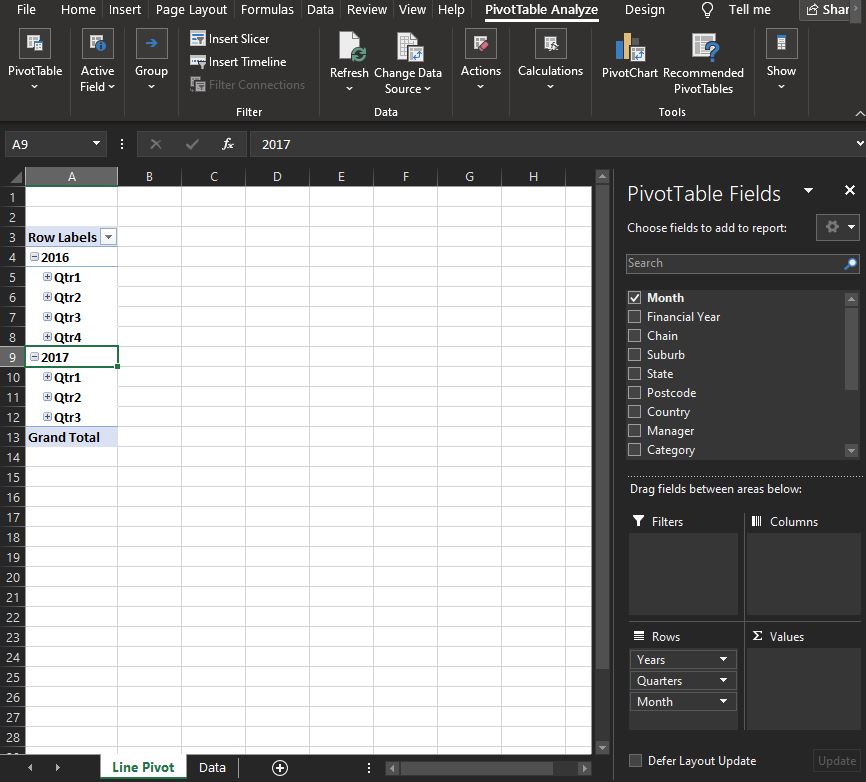 File Home Insert Page Layout Formulas Data Review View Help PivotTable Analyze Design Tell me Shar
PivotTable
Active
Field
Group
Insert Slicer
Insert Timeline
Filter Connections
Filter
Refresh
Change Data
Source
Data
Actions
Calculations
PivotChart
Recommended
PivotTables
Tools
Show
A9 fx 2017
A B C D E F G H
1
2
3 Row Labels
4 2016
5 Qtr1
6 Qtr2
7 Qtr3
8 Qtr4
9 2017
10 Qtr1
11 Qtr2
12 Qtr3
13 Grand Total
14
15
16
17
18
19
20
21
22
23
24
25
26
27
28
Line Pivot Data
PivotTable Fields
Choose fields to add to report:
Search
Month
Financial Year
Chain
Suburb
State
Postcode
Country
Manager
Category
Drag fields between areas below:
Filters
Columns
Rows
Years
Quarters
Month
Σ Values
Defer Layout Update
Update